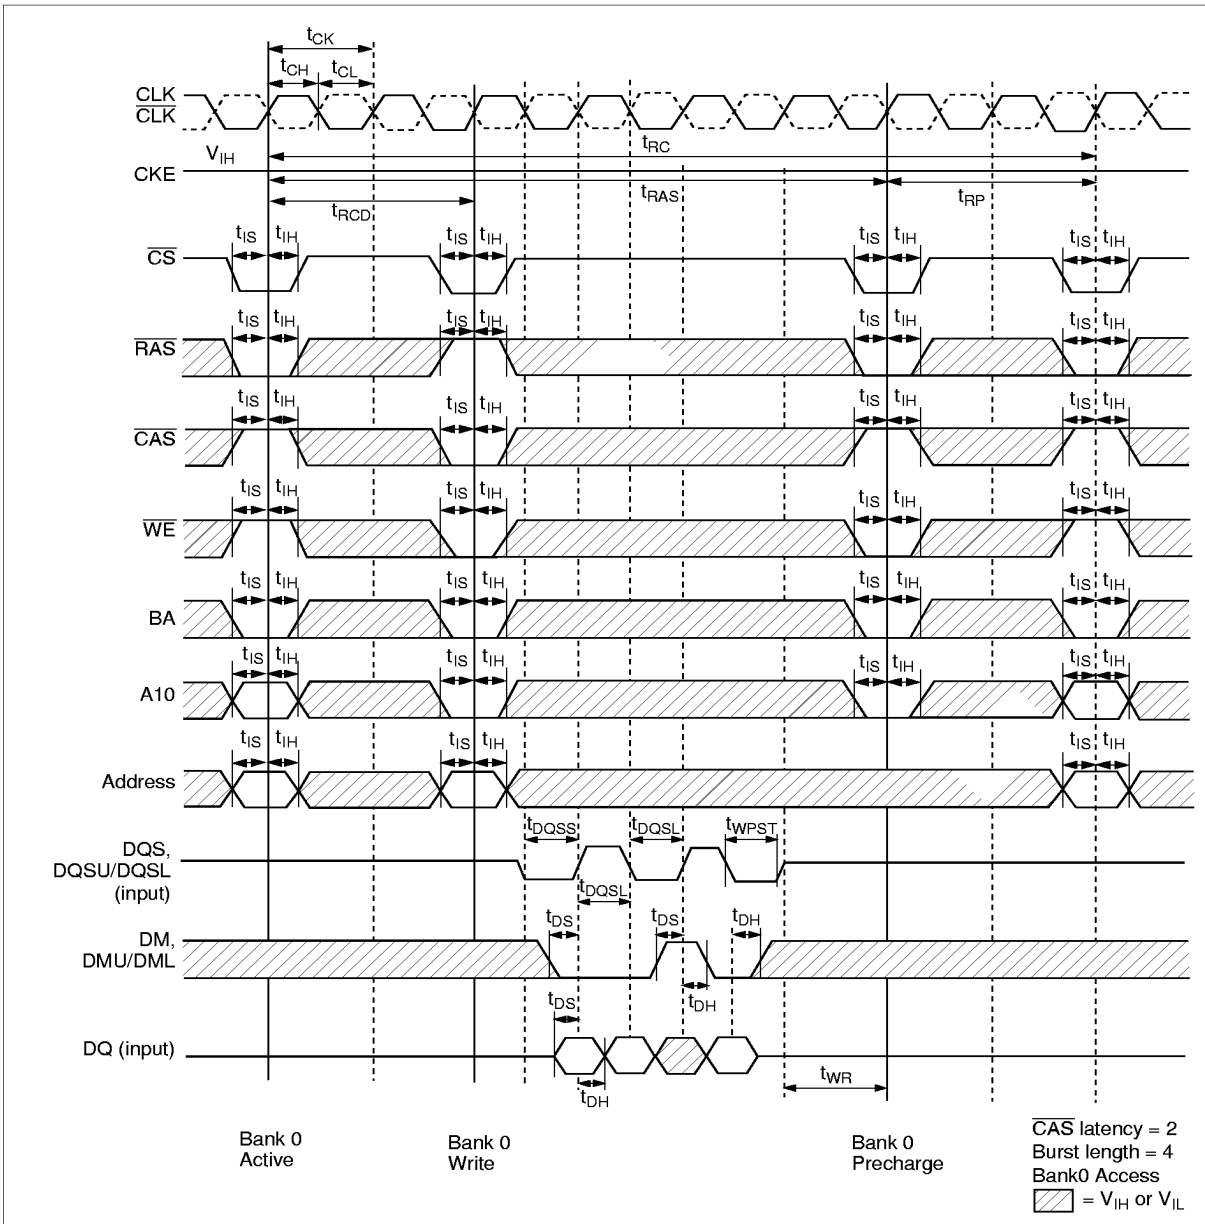 tCK
tCH tCL
CLK
CLK
VIH
tRC
CKE
tRAS
tRP
tRCD
tIS tIH tIS tIH tIS tIH tIS tIH
CS
tIS tIH tIS tIH tIS tIH tIS tIH
RAS
tIS tIH tIS tIH tIS tIH tIS tIH
CAS
tIS tIH tIS tIH tIS tIH tIS tIH
WE
tIS tIH tIS tIH tIS tIH tIS tIH
BA
tIS tIH tIS tIH tIS tIH tIS tIH
A10
tIS tIH tIS tIH tIS tIH
Address
tDQSS tDQSL tWPST
DQS,
DQSU/DQSL
(input)
tDQSL
tDS tDS tDH
DM,
DMU/DML
tDS tDH
DQ (input)
tDH
tWR
Bank 0
Active
Bank 0
Write
Bank 0
Precharge
CAS latency = 2
Burst length = 4
Bank0 Access
= VIH or VIL